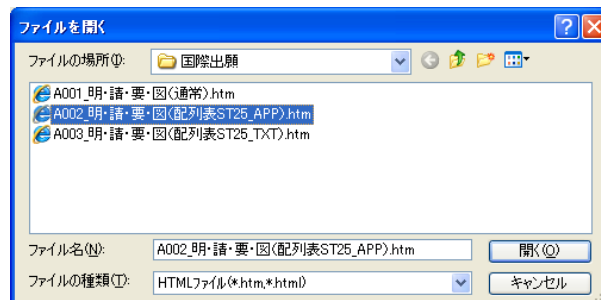 ファイルを開く
ファイルの場所(I): 国際出願
A001_明・請・要・図(通常).htm
A002_明・請・要・図(配列表ST25_APP).htm
A003_明・請・要・図(配列表ST25_TXT).htm
ファイル名(N): A002_明・請・要・図(配列表ST25_APP).htm 開く(O)
ファイルの種類(T): HTMLファイル(*.htm,*.html) キャンセル